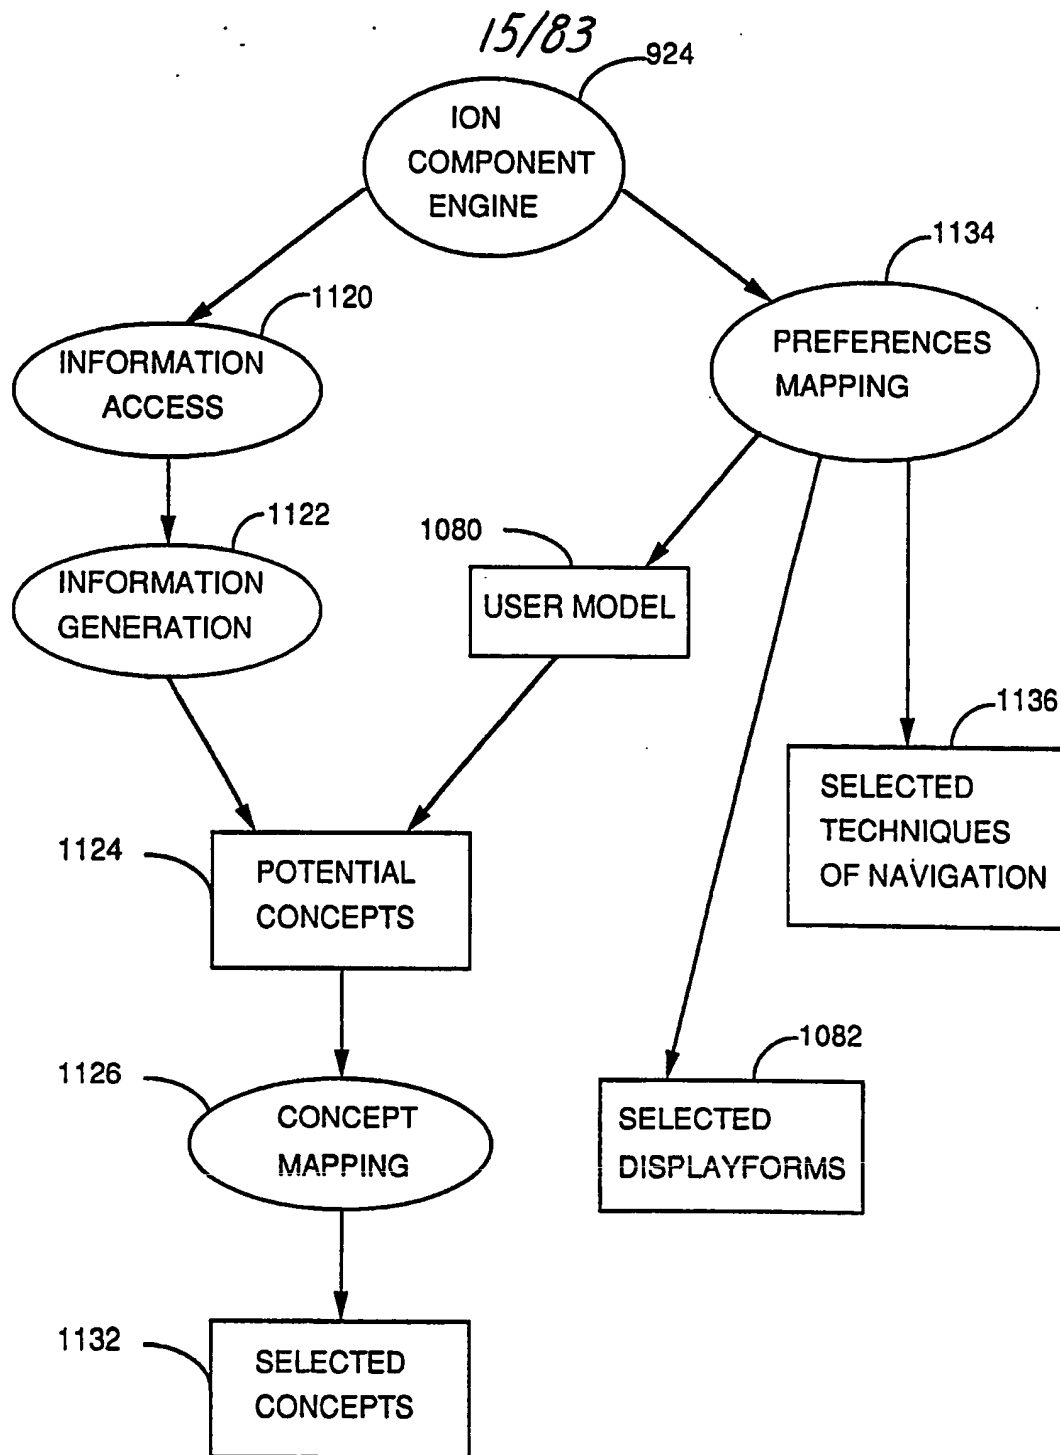 15/83
924
ION
COMPONENT
ENGINE
1134
1120
PREFERENCES
MAPPING
INFORMATION
ACCESS
1122
1080
INFORMATION
GENERATION
USER MODEL
1136
SELECTED
TECHNIQUES
OF NAVIGATION
1124
POTENTIAL
CONCEPTS
1082
1126
CONCEPT
MAPPING
SELECTED
DISPLAYFORMS
1132
SELECTED
CONCEPTS